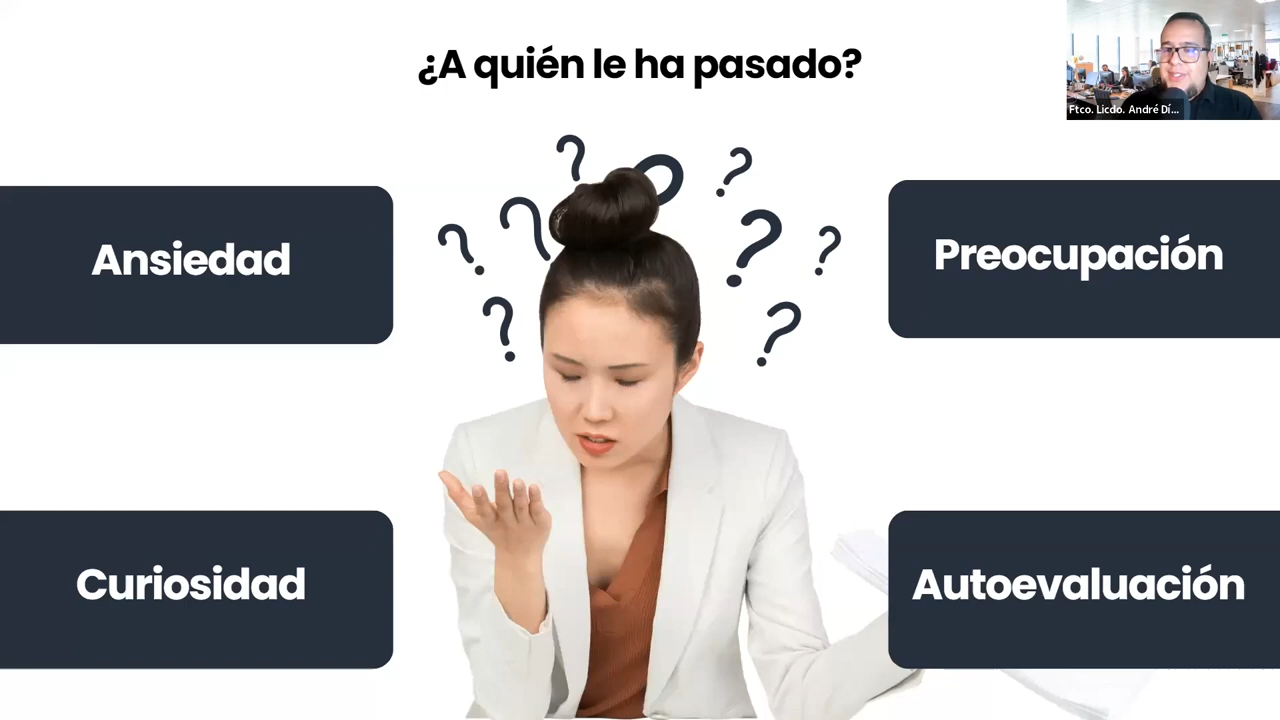 ¿A quién le ha pasado?
Ftco. Licdo. André Dí...
Ansiedad
Preocupación
Curiosidad
Autoevaluación